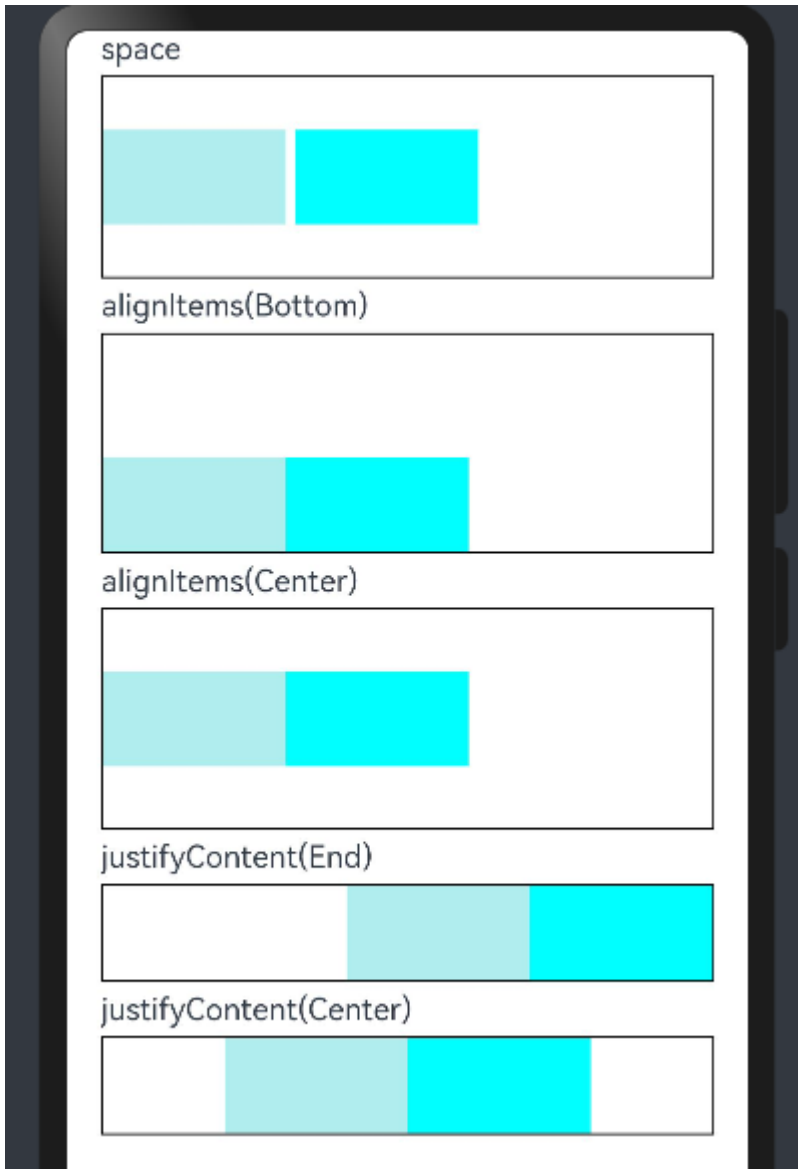 space
alignItems(Bottom)
alignItems(Center)
justifyContent(End)
justifyContent(Center)